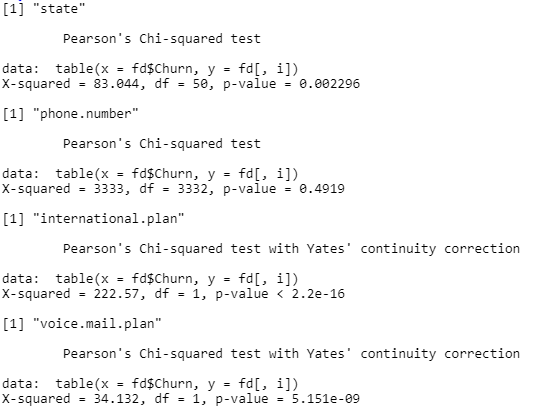 [1] "state"
Pearson's Chi-squared test
data:  table(x = fd$Churn, y = fd[, i])
X-squared = 83.044, df = 50, p-value = 0.002296
[1] "phone.number"
Pearson's Chi-squared test
data:  table(x = fd$Churn, y = fd[, i])
X-squared = 3333, df = 3332, p-value = 0.4919
[1] "international.plan"
Pearson's Chi-squared test with Yates' continuity correction
data:  table(x = fd$Churn, y = fd[, i])
X-squared = 222.57, df = 1, p-value < 2.2e-16
[1] "voice.mail.plan"
Pearson's Chi-squared test with Yates' continuity correction
data:  table(x = fd$Churn, y = fd[, i])
X-squared = 34.132, df = 1, p-value = 5.151e-09